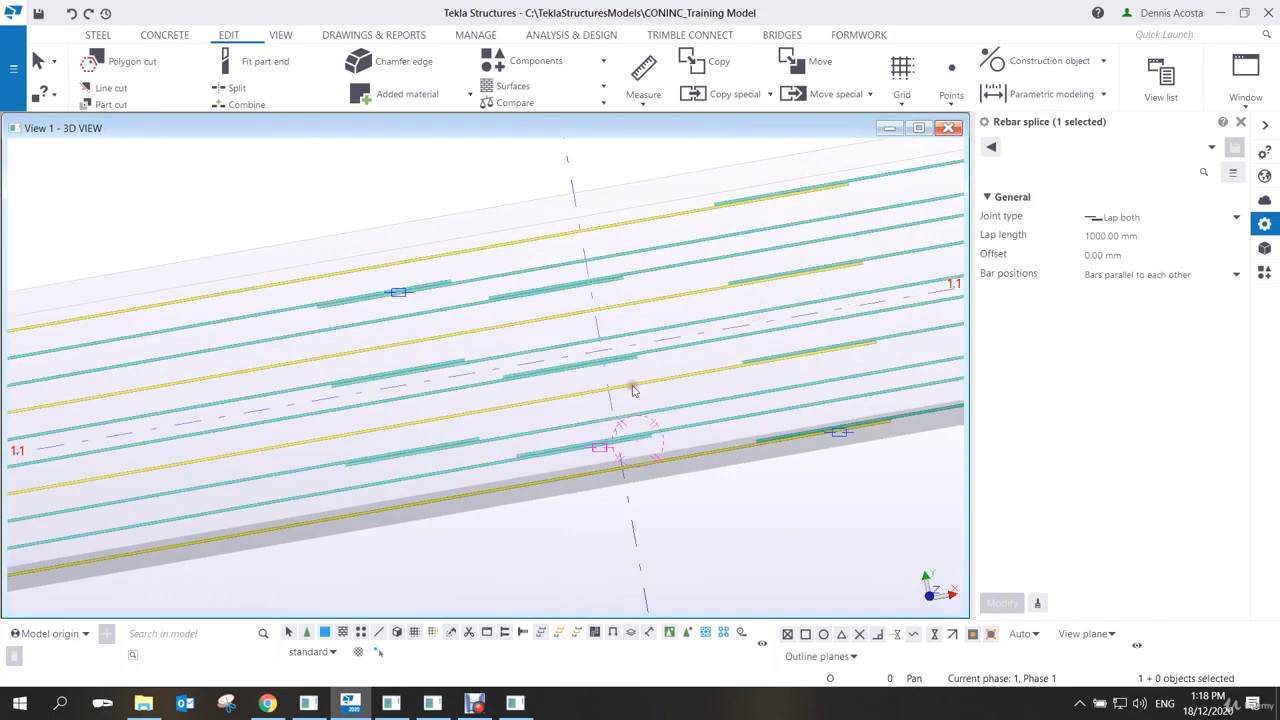 Tekla Structures - C:\TeklaStructuresModels\CONINC_Training Model
Dennis Acosta
STEEL CONCRETE EDIT VIEW DRAWINGS & REPORTS MANAGE ANALYSIS & DESIGN TRIMBLE CONNECT BRIDGES FORMWORK
Quick Launch
Polygon cut
Fit part end
Chamfer edge
Components
Copy
Move
Construction object
Line cut
Split
Added material
Surfaces
Measure
Copy special
Move special
Grid
Points
Parametric modeling
View list
Window
Part cut
Combine
Compare
View 1 - 3D VIEW
Rebar splice (1 selected)
General
Joint type Lap both
Lap length 1000.00 mm
Offset 0.00 mm
Bar positions Bars parallel to each other
1.1
1.1
Y
Z
X
Modify
Model origin
Search in model
standard
Auto
View plane
Outline planes
O 0 Pan Current phase: 1, Phase 1 1 + 0 objects selected
2020
ENG
1:18 PM
18/12/2020